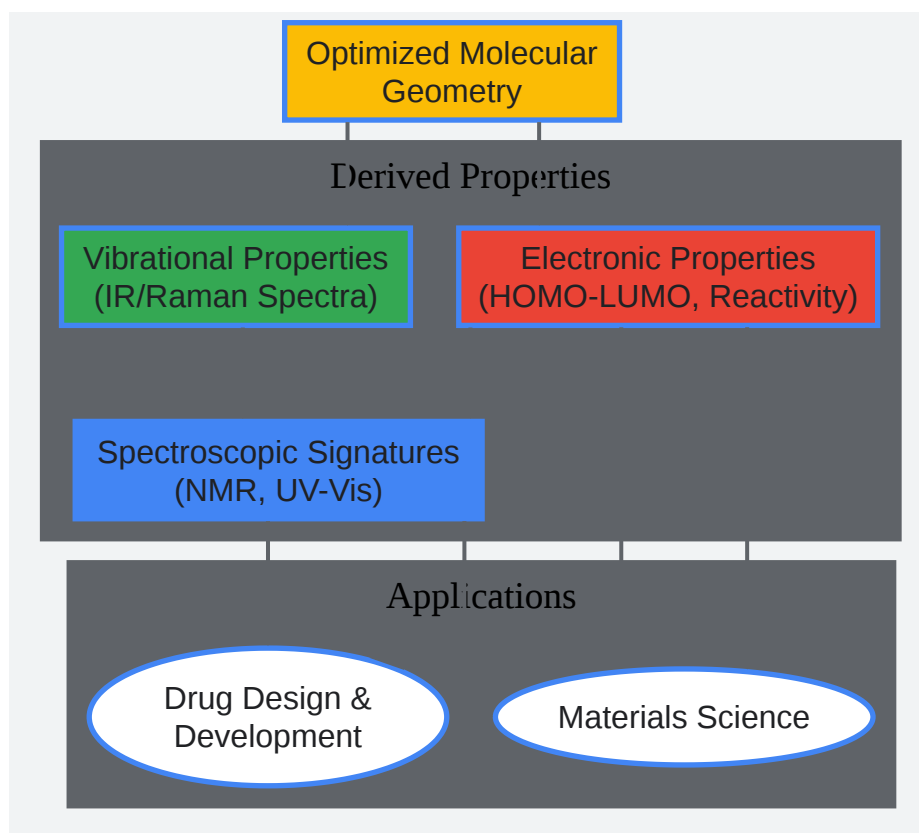 Optimized Molecular
Geometry
Derived Properties
Vibrational Properties
(IR/Raman Spectra)
Electronic Properties
(HOMO-LUMO, Reactivity)
Spectroscopic Signatures
(NMR, UV-Vis)
Applications
Drug Design &
Development
Materials Science